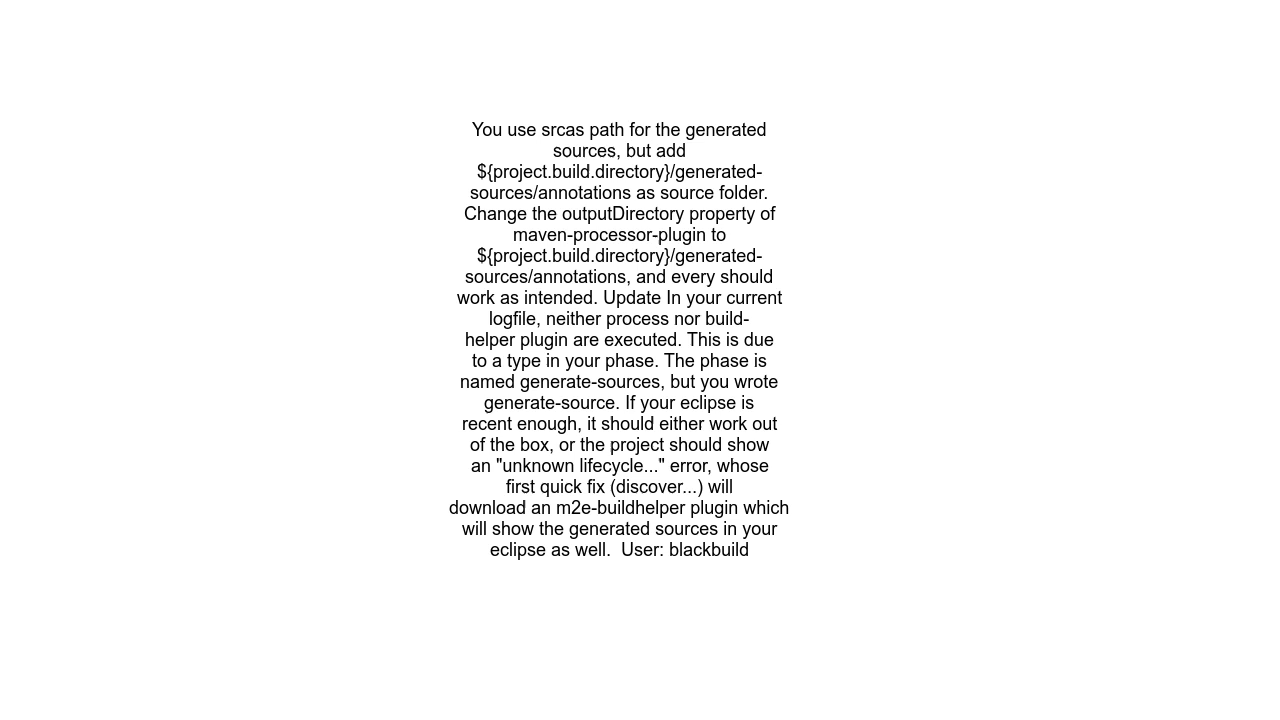 You use srcas path for the generated
sources, but add
${project.build.directory}/generated-
sources/annotations as source folder.
Change the outputDirectory property of
maven-processor-plugin to
${project.build.directory}/generated-
sources/annotations, and every should
work as intended. Update In your current
logfile, neither process nor build-
helper plugin are executed. This is due
to a type in your phase. The phase is
named generate-sources, but you wrote
generate-source. If your eclipse is
recent enough, it should either work out
of the box, or the project should show
an "unknown lifecycle..." error, whose
first quick fix (discover...) will
download an m2e-buildhelper plugin which
will show the generated sources in your
eclipse as well.  User: blackbuild